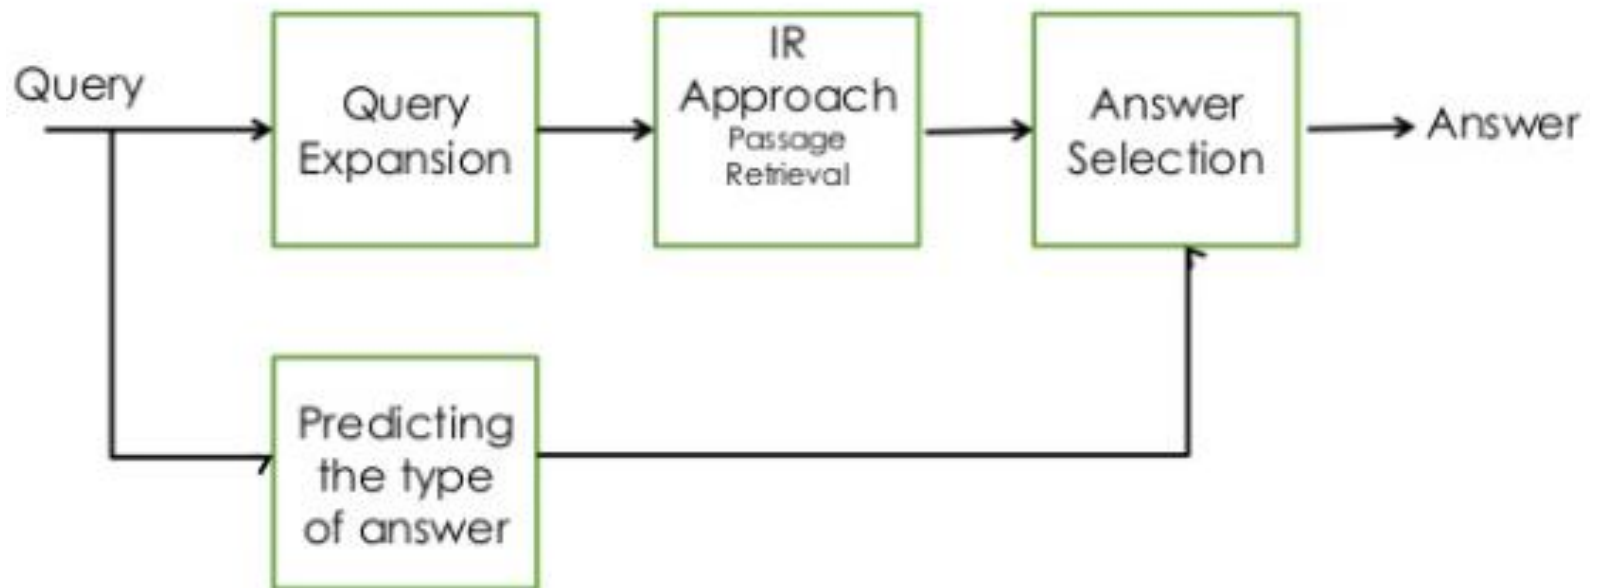 Query
Query
Expansion
IR
Approach
Passage
Retrieval
Answer
Selection
Answer
Predicting
the type
of answer